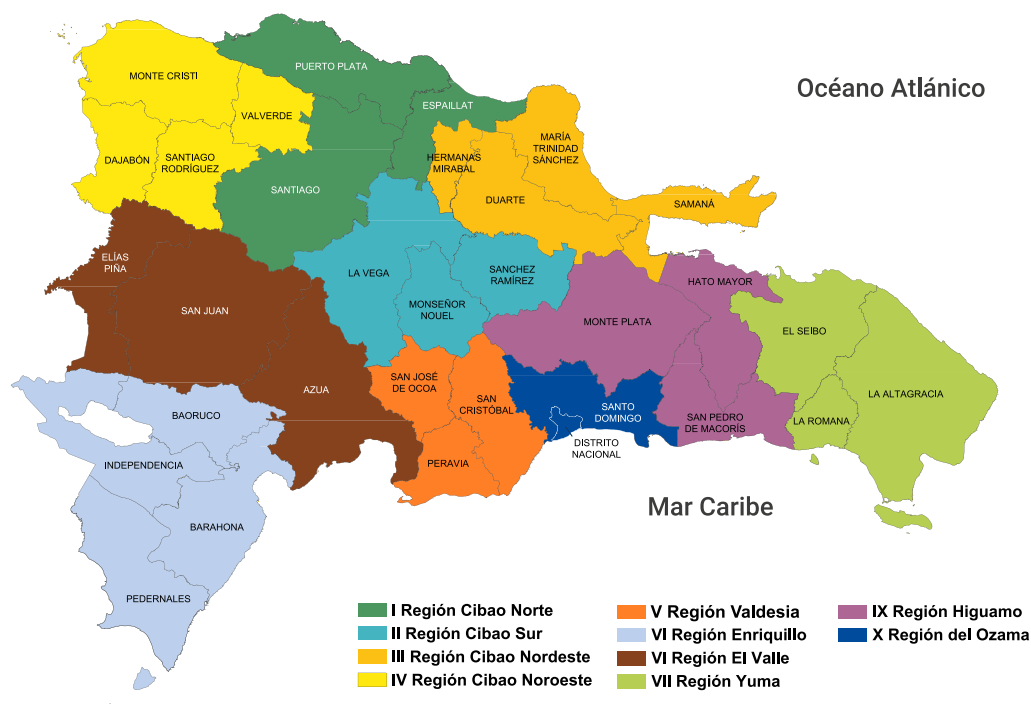 PUERTO PLATA
MONTE CRISTI
Océano Atlánico
ESPAILLAT
VALVERDE
MARÍA
TRINIDAD
SÁNCHEZ
DAJABÓN
SANTIAGO
RODRÍGUEZ
HERMANAS
MIRABAL
SANTIAGO
DUARTE
SAMANÁ
ELÍAS
PIÑA
LA VEGA
SANCHEZ
RAMÍREZ
HATO MAYOR
SAN JUAN
MONSEÑOR
NOUEL
MONTE PLATA
EL SEIBO
AZUA
SAN JOSÉ
DE OCOA
SAN
CRISTÓBAL
SANTO
DOMINGO
LA ALTAGRACIA
BAORUCO
SAN PEDRO
DE MACORÍS
LA ROMANA
DISTRITO
NACIONAL
INDEPENDENCIA
PERAVIA
Mar Caribe
BARAHONA
PEDERNALES
I Región Cibao Norte
II Región Cibao Sur
III Región Cibao Nordeste
IV Región Cibao Noroeste
V Región Valdesia
VI Región Enriquillo
VI Región El Valle
VII Región Yuma
IX Región Higuamo
X Región del Ozama